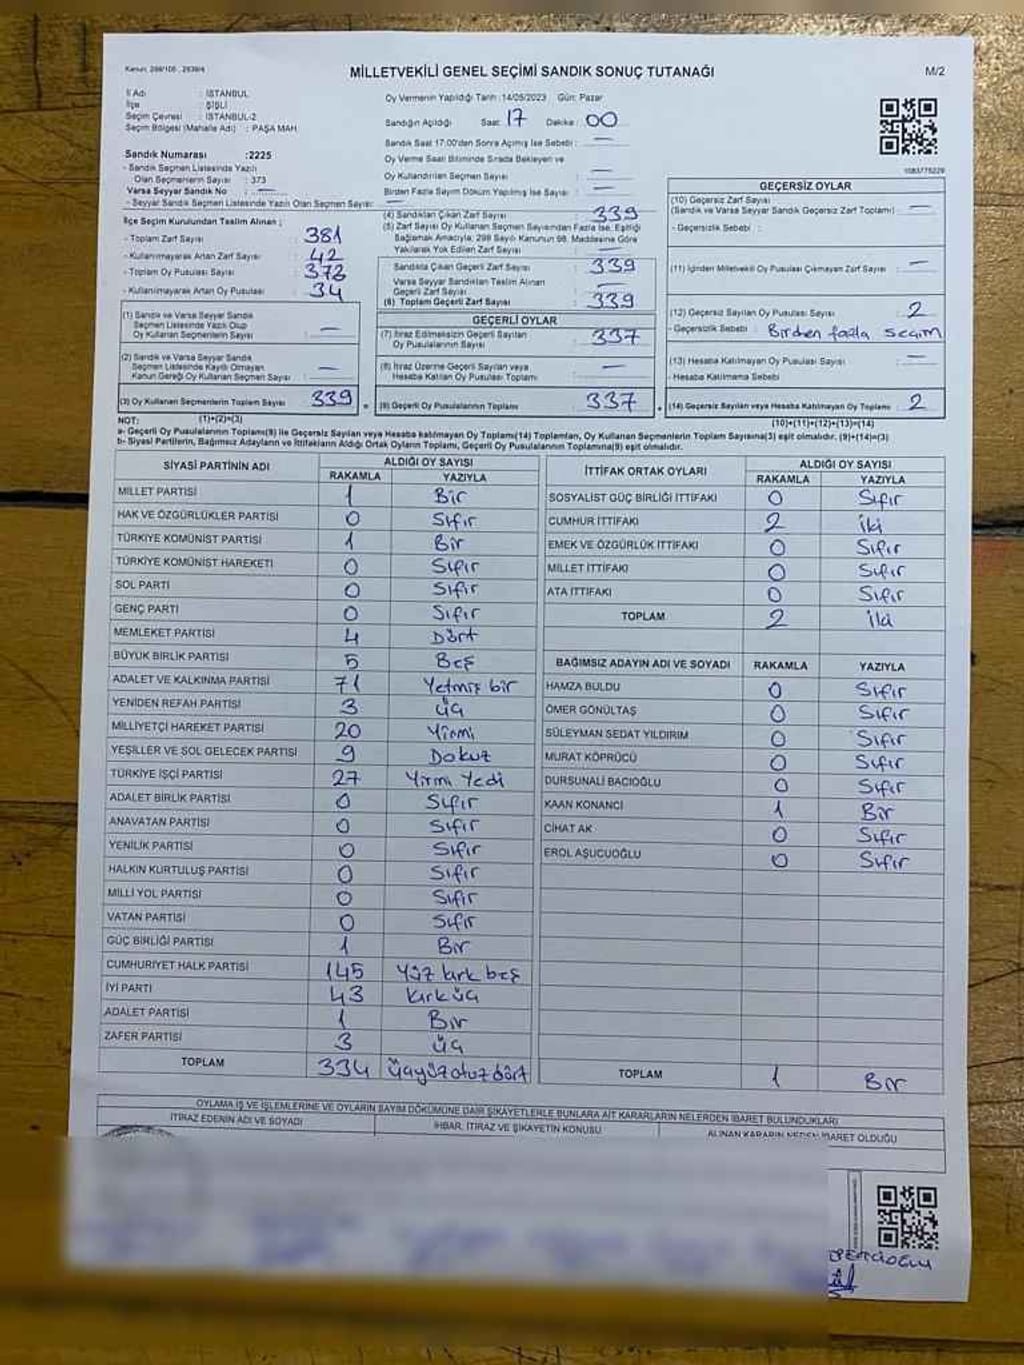 Kanun: 298/105 , 2839/4
MİLLETVEKİLİ GENEL SEÇİMİ SANDIK SONUÇ TUTANAĞI
M/2
İl Adı : İSTANBUL
İlçe : ŞİŞLİ
Seçim Çevresi : İSTANBUL-2
Seçim Bölgesi (Mahalle Adı) : PAŞA MAH.
Sandık Numarası :2225
- Sandık Seçmen Listesinde Yazılı
Olan Seçmenlerin Sayısı : 373
Varsa Seyyar Sandık No : —
- Seyyar Sandık Seçmen Listesinde Yazılı Olan Seçmen Sayısı: —
İlçe Seçim Kurulundan Teslim Alınan ;
- Toplam Zarf Sayısı : 381
- Kullanılmayarak Artan Zarf Sayısı : 42
- Toplam Oy Pusulası Sayısı : 373
- Kullanılmayarak Artan Oy Pusulası : 34
(1) Sandık ve Varsa Seyyar Sandık
Seçmen Listesinde Yazılı Olup
Oy Kullanan Seçmenlerin Sayısı : —
(2) Sandık ve Varsa Seyyar Sandık
Seçmen Listesinde Kayıtlı Olmayan
Kanun Gereği Oy Kullanan Seçmen Sayısı : —
(3) Oy Kullanan Seçmenlerin Toplam Sayısı : 339
Oy Vermenin Yapıldığı Tarih :14/05/2023 Gün: Pazar
Sandığın Açıldığı Saat: 17 Dakika: 00
Sandık Saat 17:00'dan Sonra Açılmış İse Sebebi : —
Oy Verme Saati Bitiminde Sırada Bekleyen ve
Oy Kullandırılan Seçmen Sayısı : —
Birden Fazla Sayım Döküm Yapılmış İse Sayısı : —
(4) Sandıktan Çıkan Zarf Sayısı : 339
(5) Zarf Sayısı Oy Kullanan Seçmen Sayısından Fazla İse, Eşitliği
Sağlamak Amacıyla; 298 Sayılı Kanunun 98. Maddesine Göre
Yakılarak Yok Edilen Zarf Sayısı : —
Sandıkta Çıkan Geçerli Zarf Sayısı : 339
Varsa Seyyar Sandıktan Teslim Alınan
Geçerli Zarf Sayısı : —
(6) Toplam Geçerli Zarf Sayısı : 339
GEÇERLİ OYLAR
(7) İtiraz Edilmeksizin Geçerli Sayılan
Oy Pusulalarının Sayısı : 337
(8) İtiraz Üzerine Geçerli Sayılan veya
Hesaba Katılan Oy Pusulaları Toplamı : —
(9) Geçerli Oy Pusulalarının Toplamı : 337
1083775229
GEÇERSİZ OYLAR
(10) Geçersiz Zarf Sayısı
(Sandık ve Varsa Seyyar Sandık Geçersiz Zarf Toplamı) : —
- Geçersizlik Sebebi :
(11) İçinden Milletvekili Oy Pusulası Çıkmayan Zarf Sayısı : —
(12) Geçersiz Sayılan Oy Pusulası Sayısı : 2
- Geçersizlik Sebebi : Birden fazla seçim
(13) Hesaba Katılmayan Oy Pusulası Sayısı : —
- Hesaba Katılmama Sebebi
(14) Geçersiz Sayılan veya Hesaba Katılmayan Oy Toplamı : 2
NOT: (1)+(2)=(3)
(10)+(11)+(12)+(13)=(14)
a- Geçerli Oy Pusulalarının Toplamı(9) ile Geçersiz Sayılan veya Hesaba katılmayan Oy Toplamı(14) Toplamları, Oy Kullanan Seçmenlerin Toplam Sayısına(3) eşit olmalıdır. (9)+(14)=(3)
b- Siyasi Partilerin, Bağımsız Adayların ve İttifakların Aldığı Ortak Oyların Toplamı, Geçerli Oy Pusulalarının Toplamına(9) eşit olmalıdır.
SİYASİ PARTİNİN ADI ALDIĞI OY SAYISI
RAKAMLA YAZIYLA
MİLLET PARTİSİ 1 Bir
HAK VE ÖZGÜRLÜKLER PARTİSİ 0 Sıfır
TÜRKİYE KOMÜNİST PARTİSİ 1 Bir
TÜRKİYE KOMÜNİST HAREKETİ 0 Sıfır
SOL PARTİ 0 Sıfır
GENÇ PARTİ 0 Sıfır
MEMLEKET PARTİSİ 4 Dört
BÜYÜK BİRLİK PARTİSİ 5 Beş
ADALET VE KALKINMA PARTİSİ 71 Yetmiş bir
YENİDEN REFAH PARTİSİ 3 üç
MİLLİYETÇİ HAREKET PARTİSİ 20 Yirmi
YEŞİLLER VE SOL GELECEK PARTİSİ 9 Dokuz
TÜRKİYE İŞÇİ PARTİSİ 27 Yirmi Yedi
ADALET BİRLİK PARTİSİ 0 Sıfır
ANAVATAN PARTİSİ 0 Sıfır
YENİLİK PARTİSİ 0 Sıfır
HALKIN KURTULUŞ PARTİSİ 0 Sıfır
MİLLİ YOL PARTİSİ 0 Sıfır
VATAN PARTİSİ 0 Sıfır
GÜÇ BİRLİĞİ PARTİSİ 1 Bir
CUMHURİYET HALK PARTİSİ 145 Yüz kırk beş
İYİ PARTİ 43 kırk üç
ADALET PARTİSİ 1 Bir
ZAFER PARTİSİ 3 üç
TOPLAM 334 üçyüzotuzdört
İTTİFAK ORTAK OYLARI ALDIĞI OY SAYISI
RAKAMLA YAZIYLA
SOSYALİST GÜÇ BİRLİĞİ İTTİFAKI 0 Sıfır
CUMHUR İTTİFAKI 2 iki
EMEK VE ÖZGÜRLÜK İTTİFAKI 0 Sıfır
MİLLET İTTİFAKI 0 Sıfır
ATA İTTİFAKI 0 Sıfır
TOPLAM 2 iki
BAĞIMSIZ ADAYIN ADI VE SOYADI RAKAMLA YAZIYLA
HAMZA BULDU 0 Sıfır
ÖMER GÖNÜLTAŞ 0 Sıfır
SÜLEYMAN SEDAT YILDIRIM 0 Sıfır
MURAT KÖPRÜCÜ 0 Sıfır
DURSUNALİ BACIOĞLU 0 Sıfır
KAAN KONANCI 1 Bir
CİHAT AK 0 Sıfır
EROL AŞUCUOĞLU 0 Sıfır
TOPLAM 1 Bir
OYLAMA İŞ VE İŞLEMLERİNE VE OYLARIN SAYIM DÖKÜMÜNE DAİR ŞİKAYETLERLE BUNLARA AİT KARARLARIN NELERDEN İBARET BULUNDUKLARI
İTİRAZ EDENİN ADI VE SOYADI İHBAR, İTİRAZ VE ŞİKAYETİN KONUSU ALINAN KARARIN NEDEN İBARET OLDUĞU